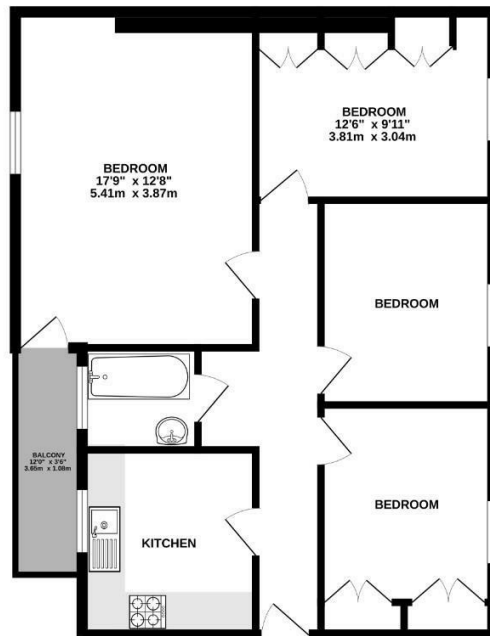 BEDROOM
17'9" x 12'8"
5.41m x 3.87m
BEDROOM
12'6" x 9'11"
3.81m x 3.04m
BEDROOM
BALCONY
12'0" x 3'6"
3.65m x 1.08m
KITCHEN
BEDROOM